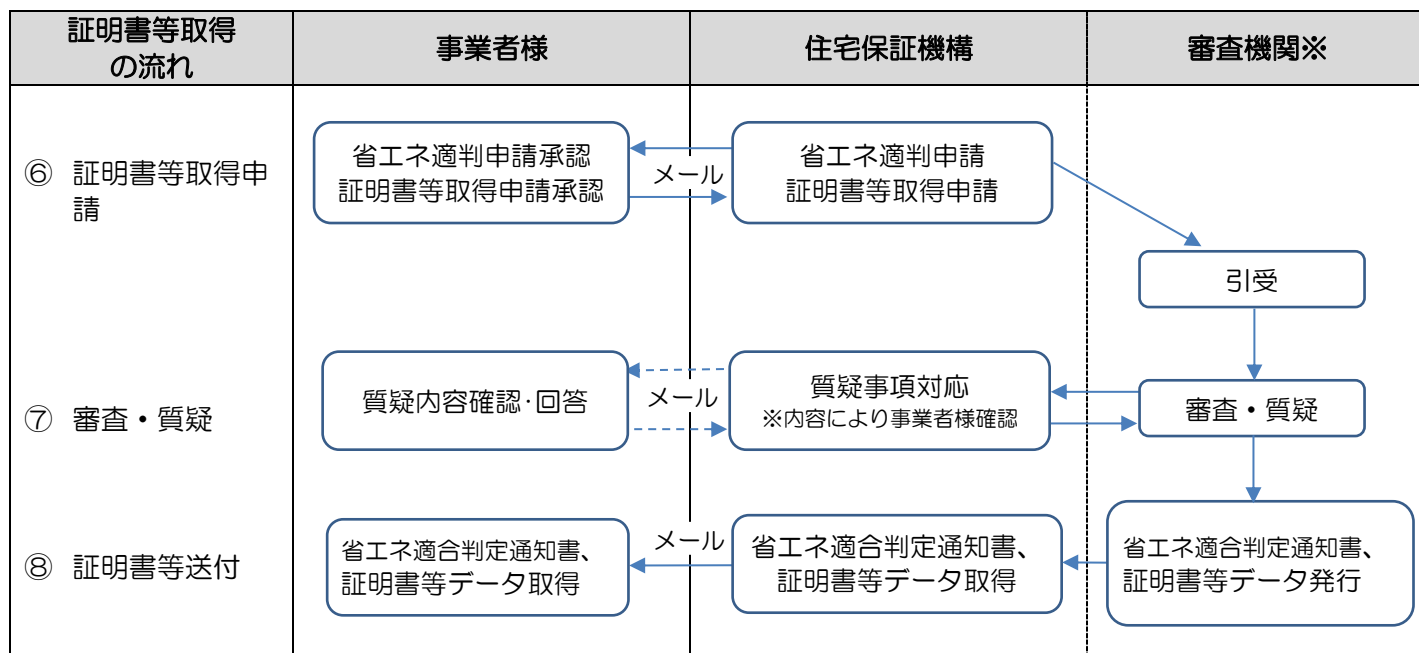 証明書等取得
の流れ
事業者様
住宅保証機構
審査機関※
⑥ 証明書等取得申
請
省エネ適判申請承認
証明書等取得申請承認
メール
省エネ適判申請
証明書等取得申請
引受
⑦ 審査・質疑
質疑内容確認・回答
メール
質疑事項対応
※内容により事業者様確認
審査・質疑
⑧ 証明書等送付
省エネ適合判定通知書、
証明書等データ取得
メール
省エネ適合判定通知書、
証明書等データ取得
省エネ適合判定通知書、
証明書等データ発行